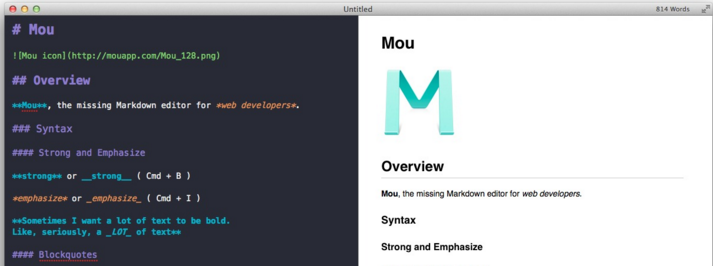 Untitled
814 Words
# Mou
![Mou icon](http://mouapp.com/Mou_128.png)
## Overview
**Mou**, the missing Markdown editor for *web developers*.
### Syntax
#### Strong and Emphasize
**strong** or __strong__ ( Cmd + B )
*emphasize* or _emphasize_ ( Cmd + I )
**Sometimes I want a lot of text to be bold.
Like, seriously, a _LOT_ of text**
#### Blockquotes
Mou
M
Overview
Mou, the missing Markdown editor for web developers.
Syntax
Strong and Emphasize